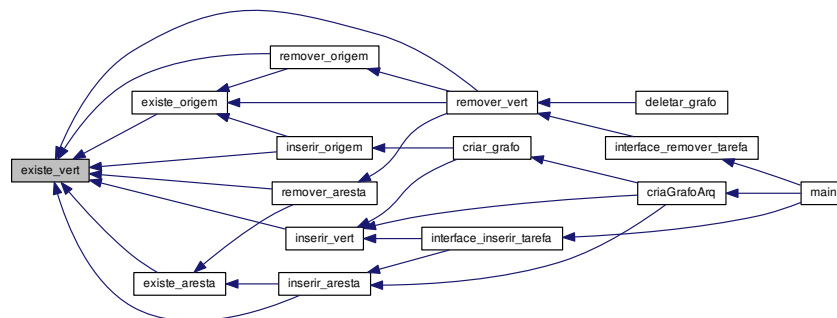 remover_origem
existe_origem
remover_vert
deletar_grafo
inserir_origem
criar_grafo
interface_remover_tarefa
existe_vert
remover_aresta
criaGrafoArq
main
inserir_vert
interface_inserir_tarefa
existe_aresta
inserir_aresta